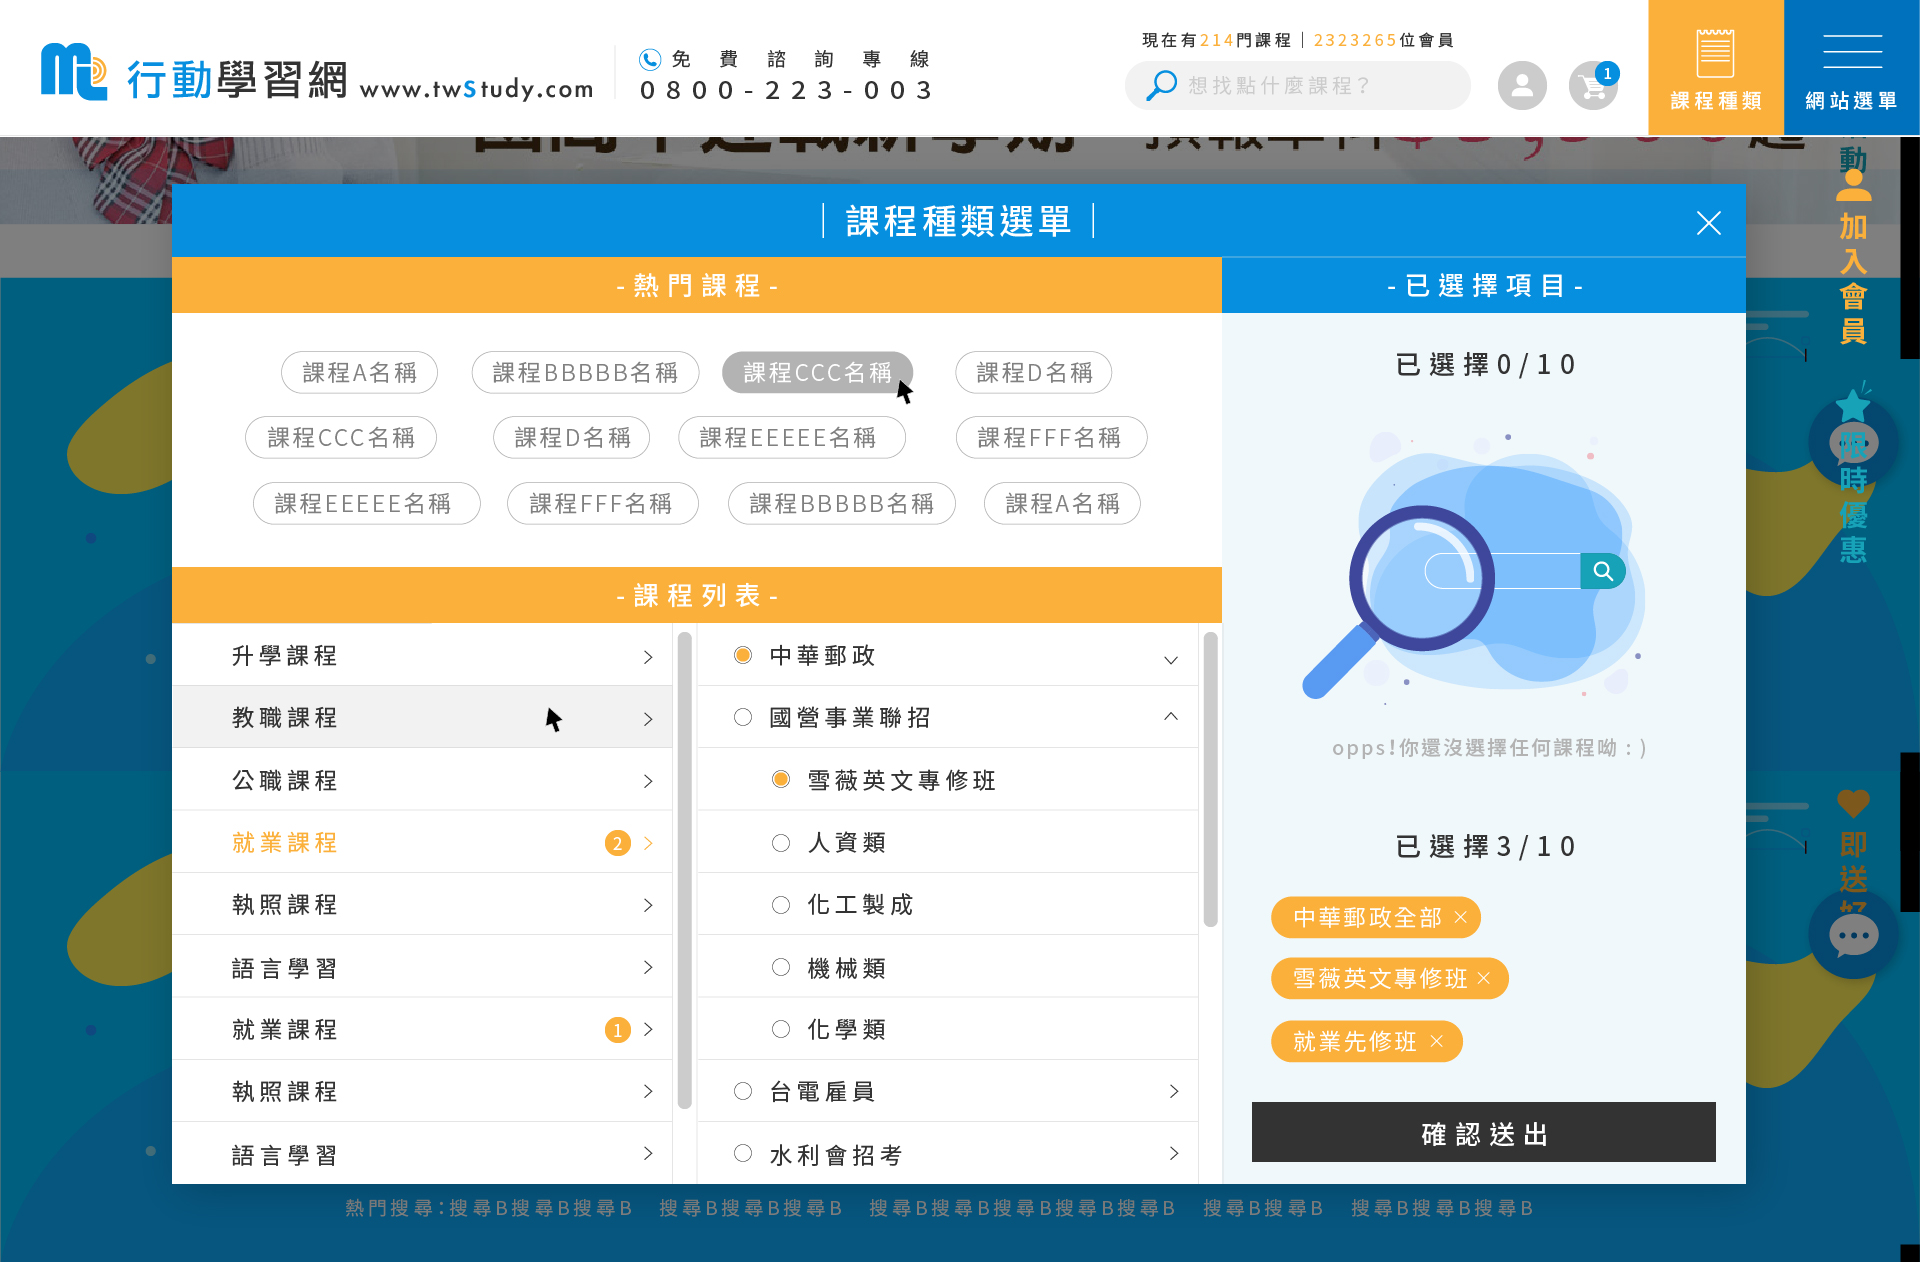 行動學習網 www.twStudy.com
免費諮詢專線
0800-223-003
現在有214門課程｜2323265位會員
想找點什麼課程？
1
課程種類
網站選單
動
加入會員
限時優惠
即送
｜課程種類選單｜
-熱門課程-
課程A名稱 課程BBBBB名稱 課程CCC名稱 課程D名稱
課程CCC名稱 課程D名稱 課程EEEEE名稱 課程FFF名稱
課程EEEEE名稱 課程FFF名稱 課程BBBBB名稱 課程A名稱
-課程列表-
升學課程
教職課程
公職課程
就業課程 2
執照課程
語言學習
就業課程 1
執照課程
語言學習
中華郵政
國營事業聯招
雪薇英文專修班
人資類
化工製成
機械類
化學類
台電雇員
水利會招考
-已選擇項目-
已選擇0/10
opps!你還沒選擇任何課程呦：)
已選擇3/10
中華郵政全部 ×
雪薇英文專修班 ×
就業先修班 ×
確認送出
熱門搜尋：搜尋B搜尋B搜尋B 搜尋B搜尋B搜尋B 搜尋B搜尋B搜尋B搜尋B搜尋B 搜尋B搜尋B 搜尋B搜尋B搜尋B